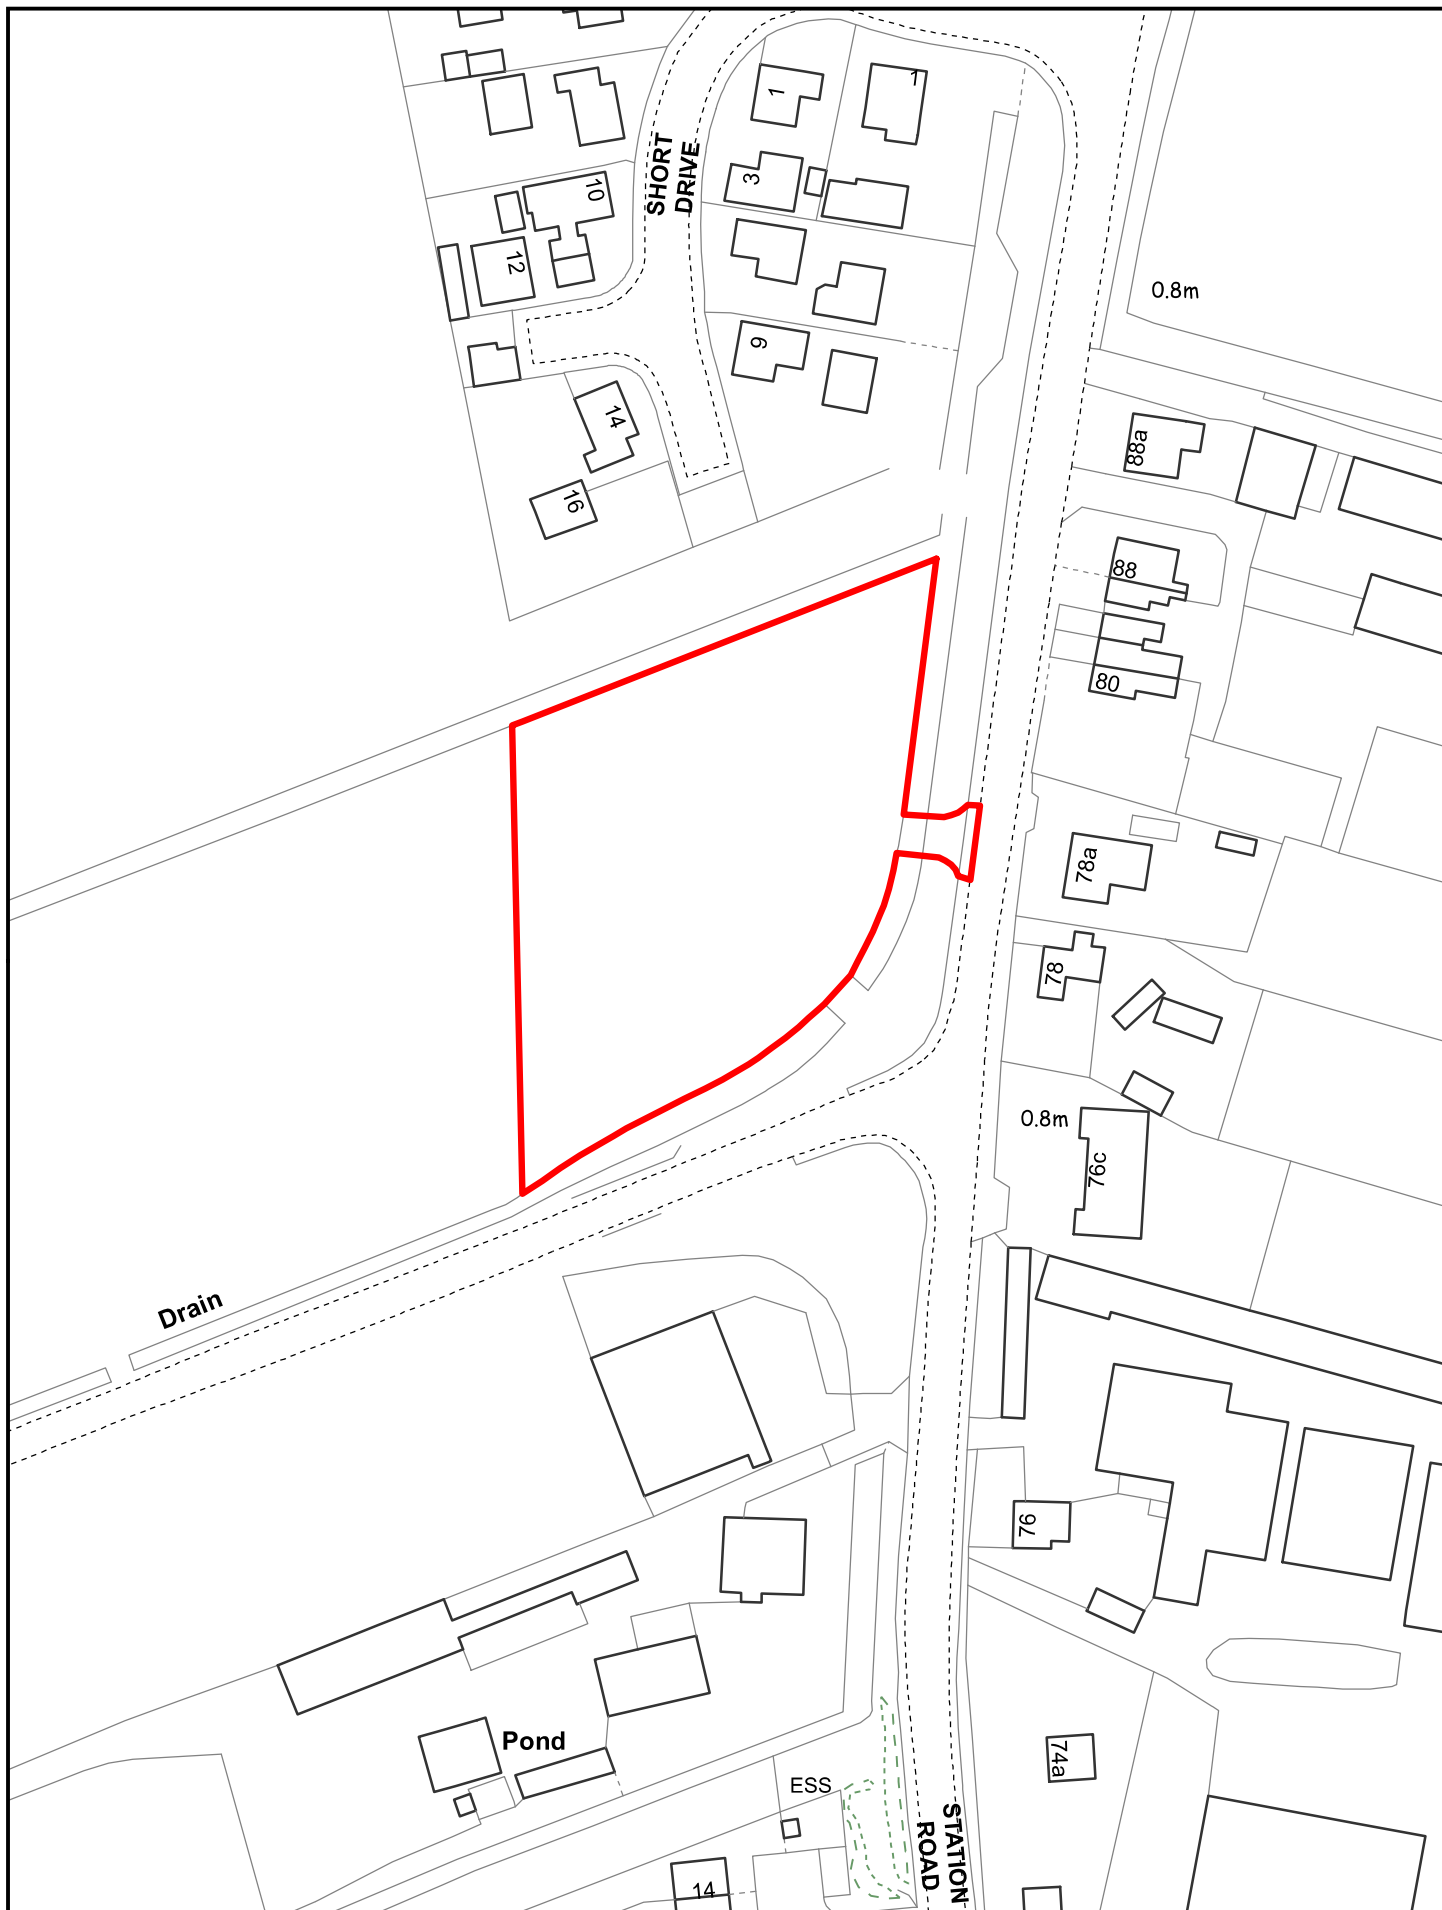 1
1
SHORT
DRIVE
3
10
12
0.8m
9
14
88a
16
88
80
78a
78
0.8m
76c
Drain
76
Pond
74a
ESS
STATION
ROAD
14